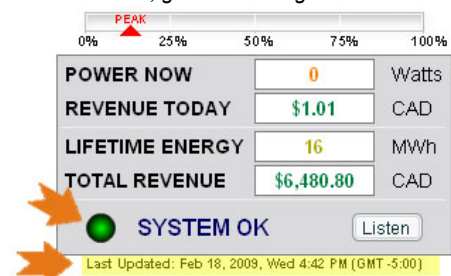 PEAK
0% 25% 50% 75% 100%
POWER NOW 0 Watts
REVENUE TODAY $1.01 CAD
LIFETIME ENERGY 16 MWh
TOTAL REVENUE $6,480.80 CAD
SYSTEM OK Listen
Last Updated: Feb 18, 2009, Wed 4:42 PM (GMT -5:00)